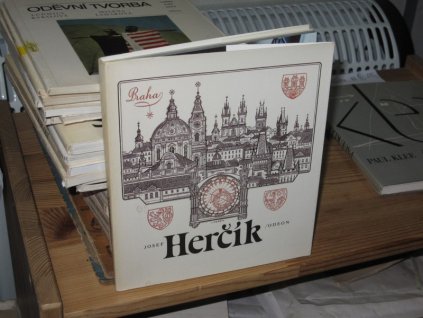 ODĚVNÍ TVORBA
Praha
JOSEF Herčík ODEON
PAUL KLEE